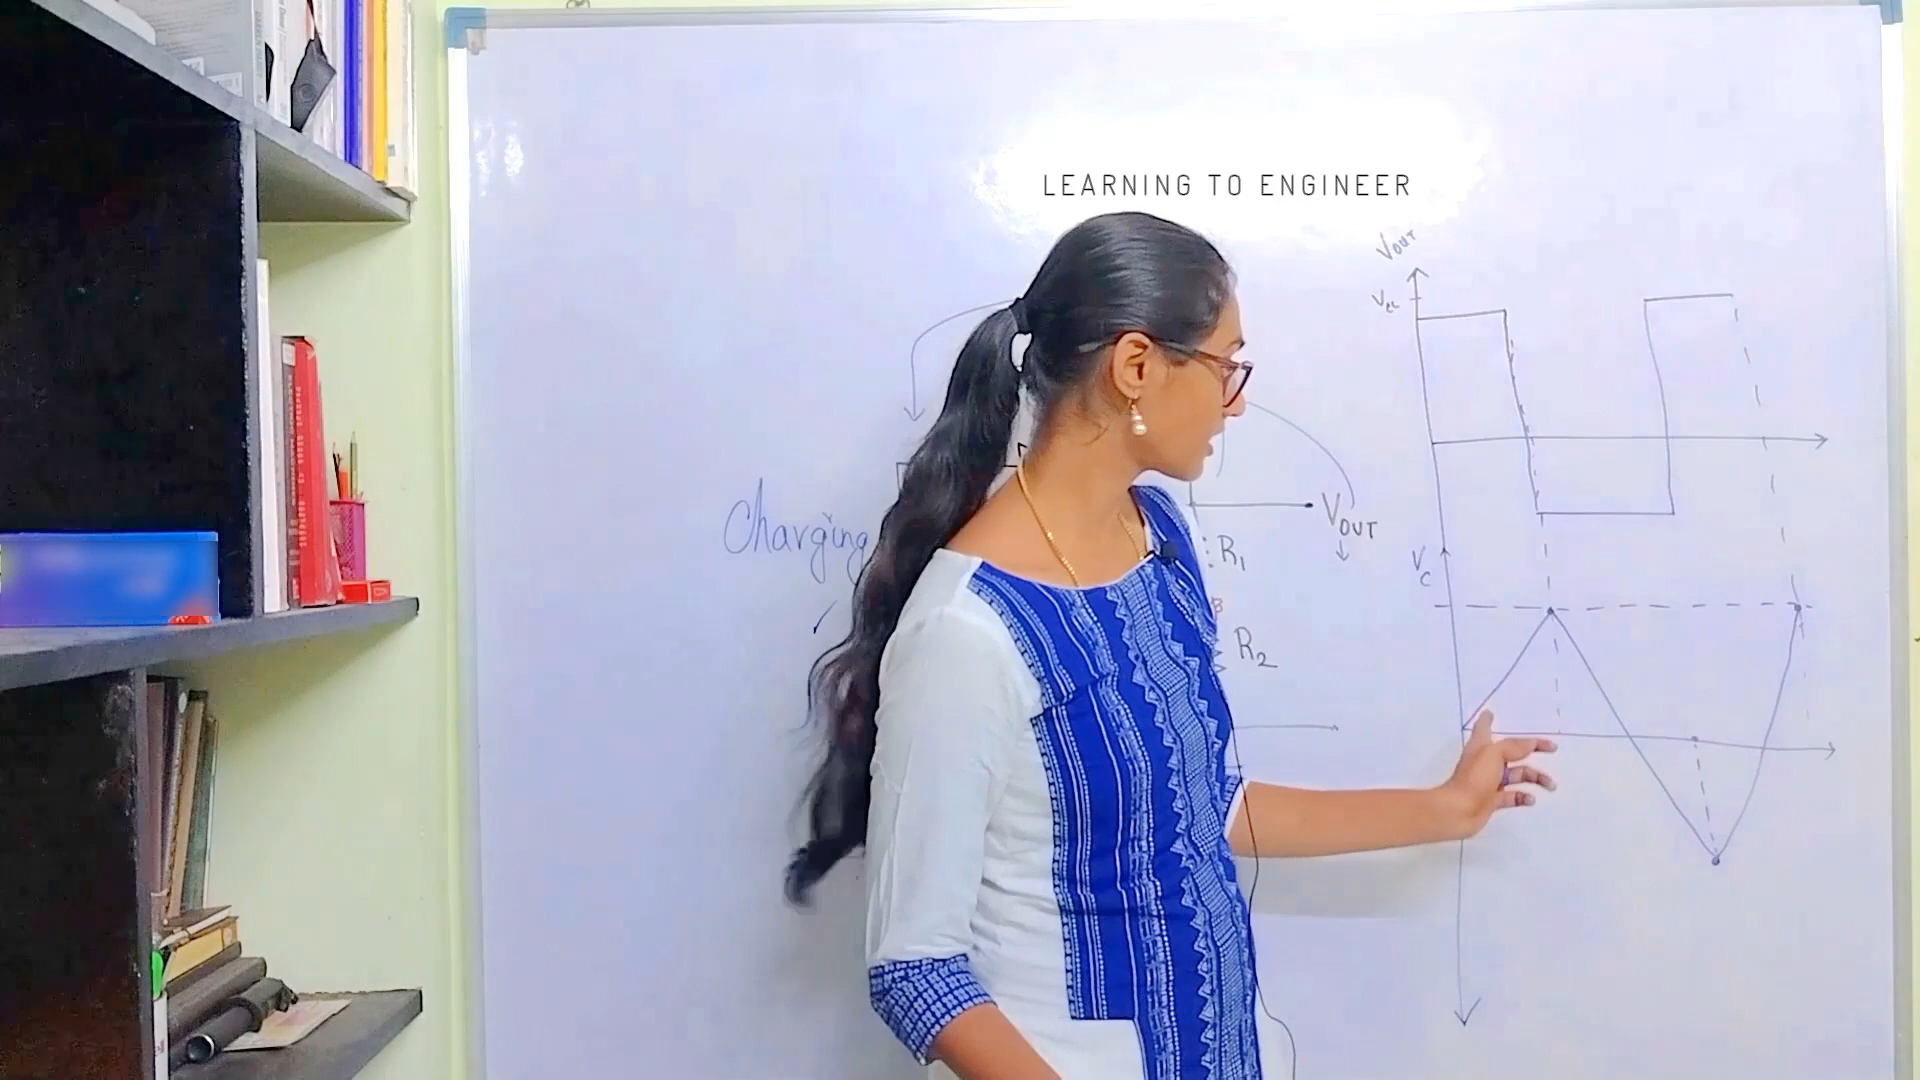 LEARNING TO ENGINEER
VOUT
Vcc
Charging
VOUT
R1
VC
B
R2